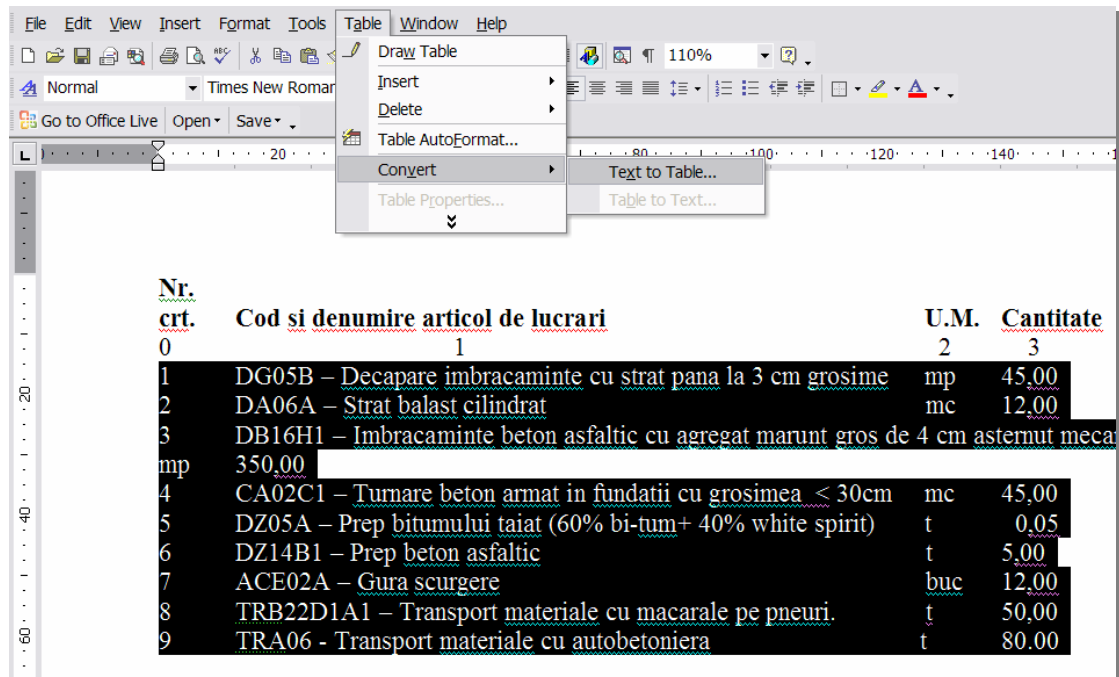 File Edit View Insert Format Tools Table Window Help
Draw Table
110%
Normal Times New Roman
Insert
Delete
Go to Office Live Open Save
Table AutoFormat...
L 20 80 100 120 140
Convert
Text to Table...
Table Properties...
Table to Text...
Nr.
crt. Cod si denumire articol de lucrari U.M. Cantitate
0 1 2 3
1 DG05B – Decapare imbracaminte cu strat pana la 3 cm grosime mp 45,00
2 DA06A – Strat balast cilindrat mc 12,00
3 DB16H1 – Imbracaminte beton asfaltic cu agregat marunt gros de 4 cm asternut
mp 350,00
4 CA02C1 – Turnare beton armat in fundatii cu grosimea < 30cm mc 45,00
5 DZ05A – Prep bitumului taiat (60% bi-tum+ 40% white spirit) t 0,05
6 DZ14B1 – Prep beton asfaltic t 5,00
7 ACE02A – Gura scurgere buc 12,00
8 TRB22D1A1 – Transport materiale cu macarale pe pneuri. t 50,00
9 TRA06 - Transport materiale cu autobetoniera t 80.00
20
40
60